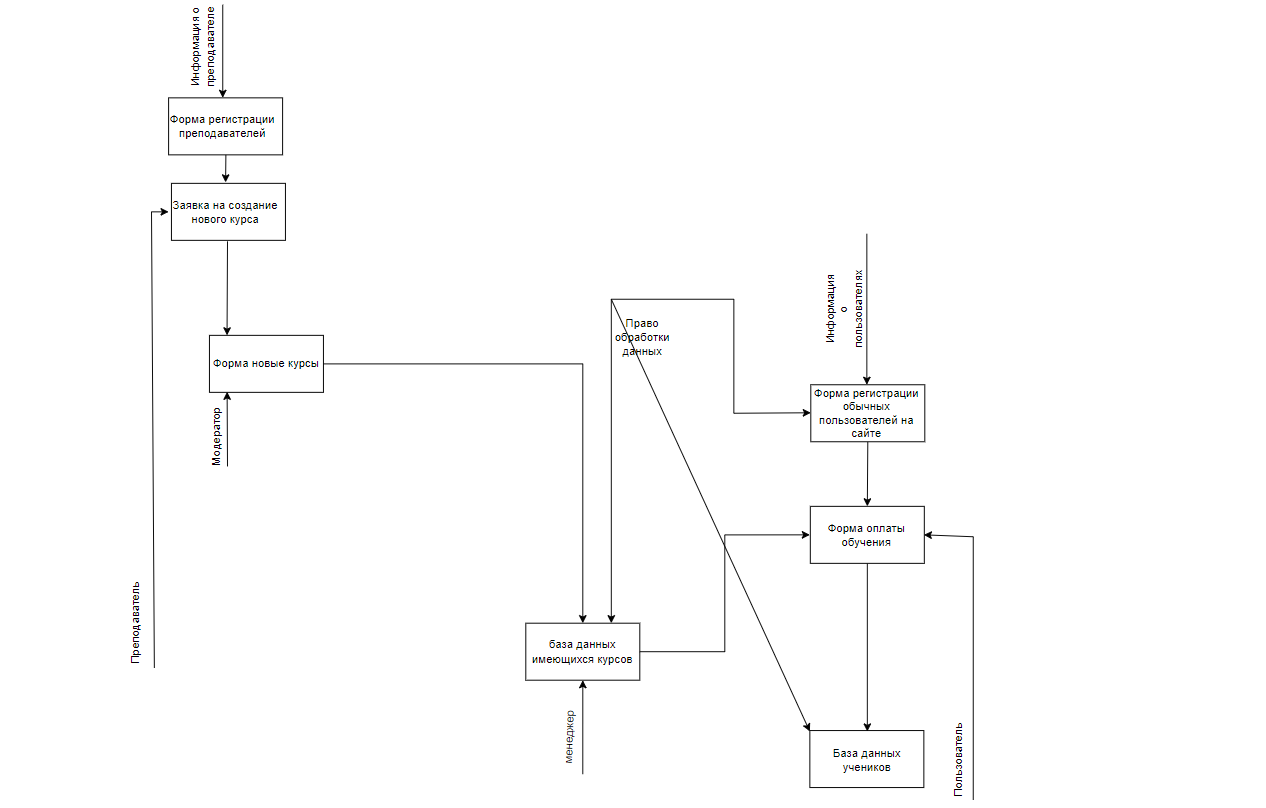 Информация о
преподавателе
Форма регистрации
преподавателей
Заявка на создание
нового курса
Форма новые курсы
Модератор
Преподаватель
Право
обработки
данных
Информация
о
пользователях
Форма регистрации
обычных
пользователей на
сайте
Форма оплаты
обучения
база данных
имеющихся курсов
менеджер
База данных
учеников
Пользователь